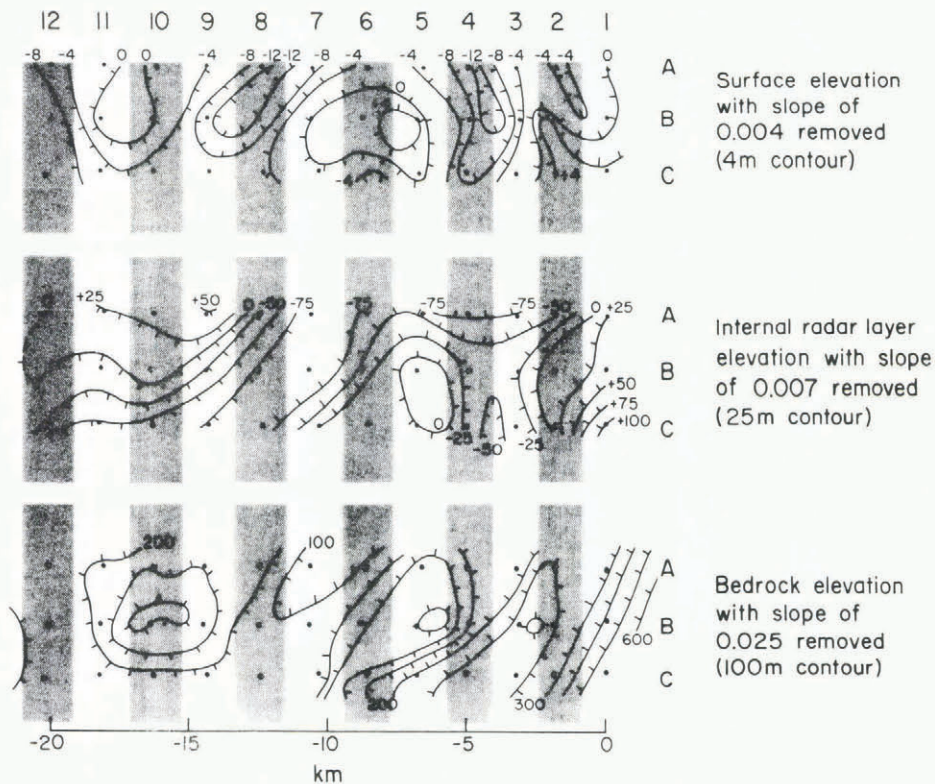 12 11 10 9 8 7 6 5 4 3 2 1
-8 -4 0 0 -4 -8 -12 -12 -8 -4 -4 -8 -12 -8 -4 -4 -4 0
A
B
C
0
-4
+4
Surface elevation
with slope of
0.004 removed
(4m contour)
+25 +50 0 -50 -75 -75 -75 -75 -50 0 +25
A
B
C
+50
+75
+100
0 -25 -50 -25
Internal radar layer
elevation with slope
of 0.007 removed
(25m contour)
200 100
A
B
C
600
200 300
Bedrock elevation
with slope of
0.025 removed
(100m contour)
-20 -15 -10 -5 0
km